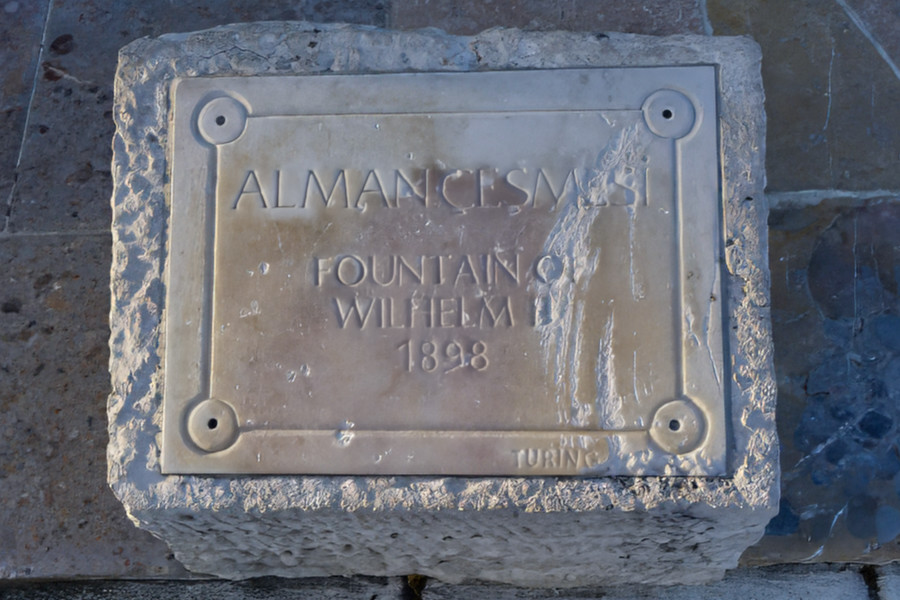 ALMAN ÇEŞMESİ
FOUNTAIN OF
WILHELM II
1898
TURING